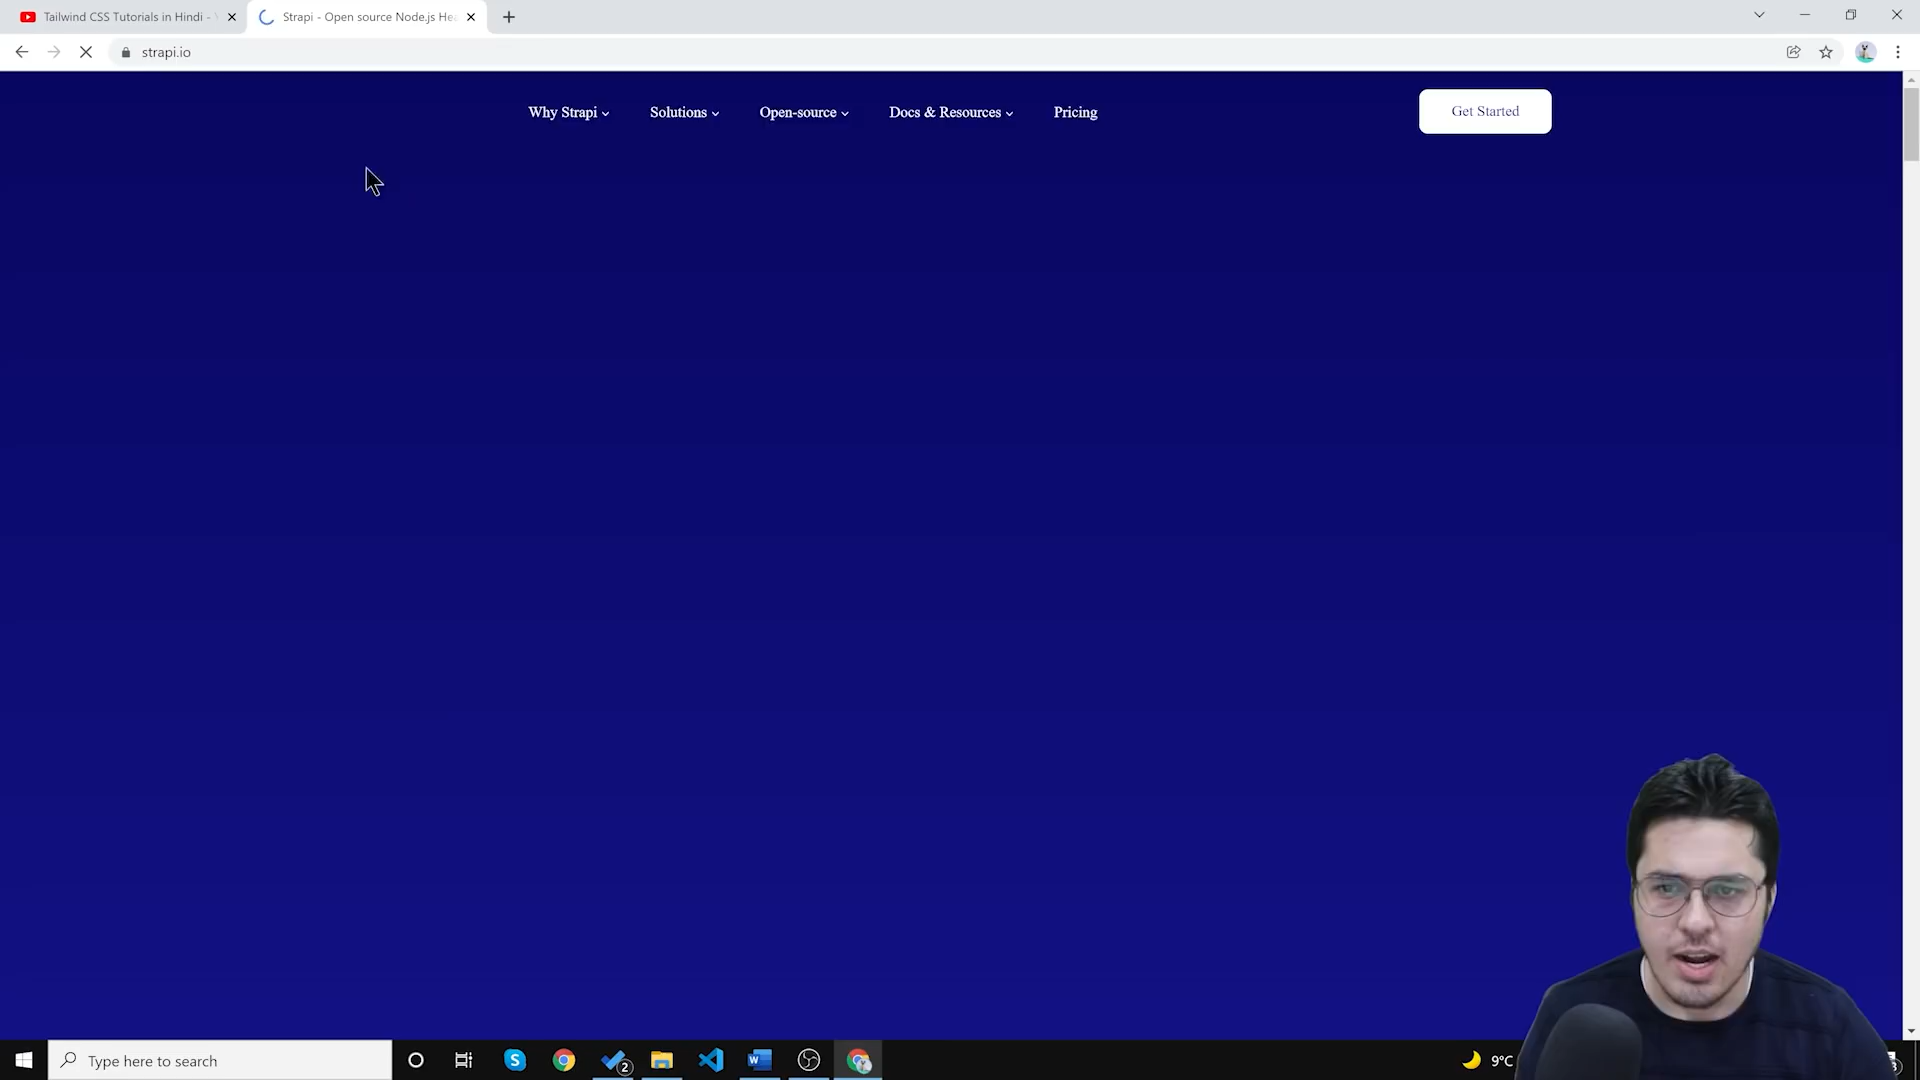 Tailwind CSS Tutorials in Hindi -
Strapi - Open source Node.js He
strapi.io
Why Strapi
Solutions
Open-source
Docs & Resources
Pricing
Get Started
Type here to search
2
9°C